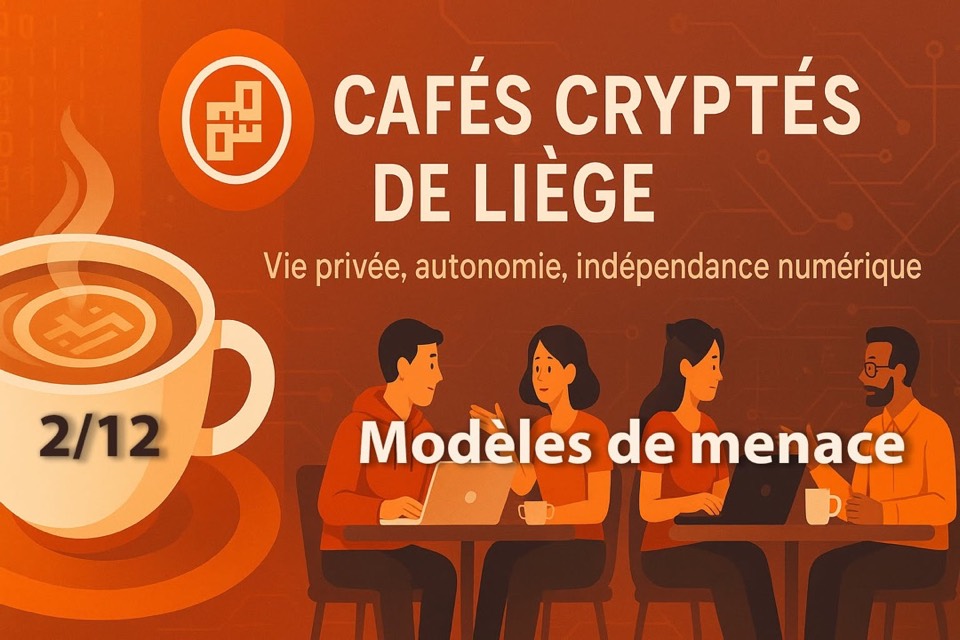 CAFÉS CRYPTÉS
DE LIÈGE
Vie privée, autonomie, indépendance numérique
2/12
Modèles de menace